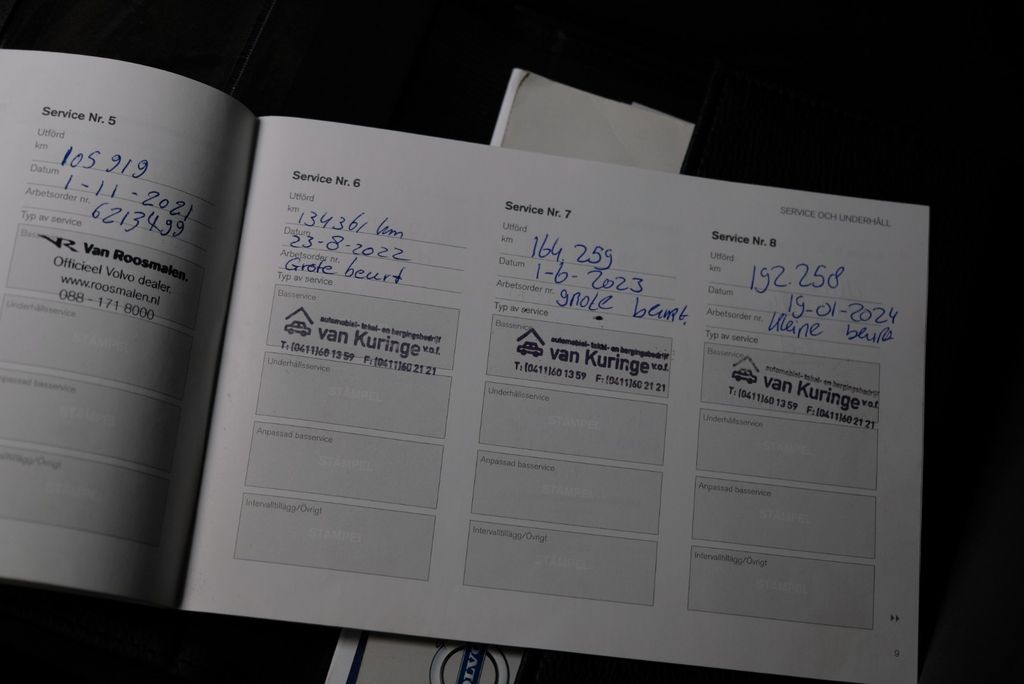 Service Nr. 5
Utförd
km 105 919
Datum 1-11-2021
Arbetsorder nr. 6213499
Typ av service
Van Roosmalen.
Officieel Volvo dealer.
www.roosmalen.nl
088 - 171 8000
Underhållsservice
STÄMPEL
STÄMPEL
STÄMPEL
Service Nr. 6
Utförd
km 134361 km
Datum 23-8-2022
Arbetsorder nr. Grote beurt
Typ av service
Basservice
automobiel- takel- en bergingsbedrijf
van Kuringe v.o.f.
T: (0411)60 13 59 F: (0411)60 21 21
Underhållsservice
STÄMPEL
Anpassad basservice
STÄMPEL
Intervalltillägg/Övrigt
STÄMPEL
Service Nr. 7
Utförd
km 164.259
Datum 1-6-2023
Arbetsorder nr. grote beurt.
Typ av service
Basservice
automobiel- takel- en bergingsbedrijf
van Kuringe v.o.f.
T: (0411)60 13 59 F: (0411)60 21 21
Underhållsservice
STÄMPEL
Anpassad basservice
STÄMPEL
Intervalltillägg/Övrigt
STÄMPEL
SERVICE OCH UNDERHÅLL
Service Nr. 8
Utförd
km 192.258
Datum 19-01-2024
Arbetsorder nr. kleine beurt
Typ av service
Basservice
automobiel- takel- en bergingsbedrijf
van Kuringe v.o.f.
T: (0411)60 13 59 F: (0411)60 21 21
Underhållsservice
STÄMPEL
Anpassad basservice
STÄMPEL
Intervalltillägg/Övrigt
STÄMPEL
9